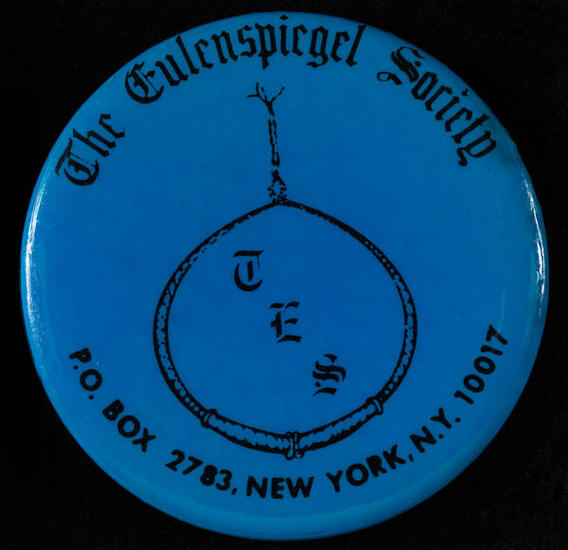 The Eulenspiegel Society
T
E
S
P.O. BOX 2783, NEW YORK, N.Y. 10017